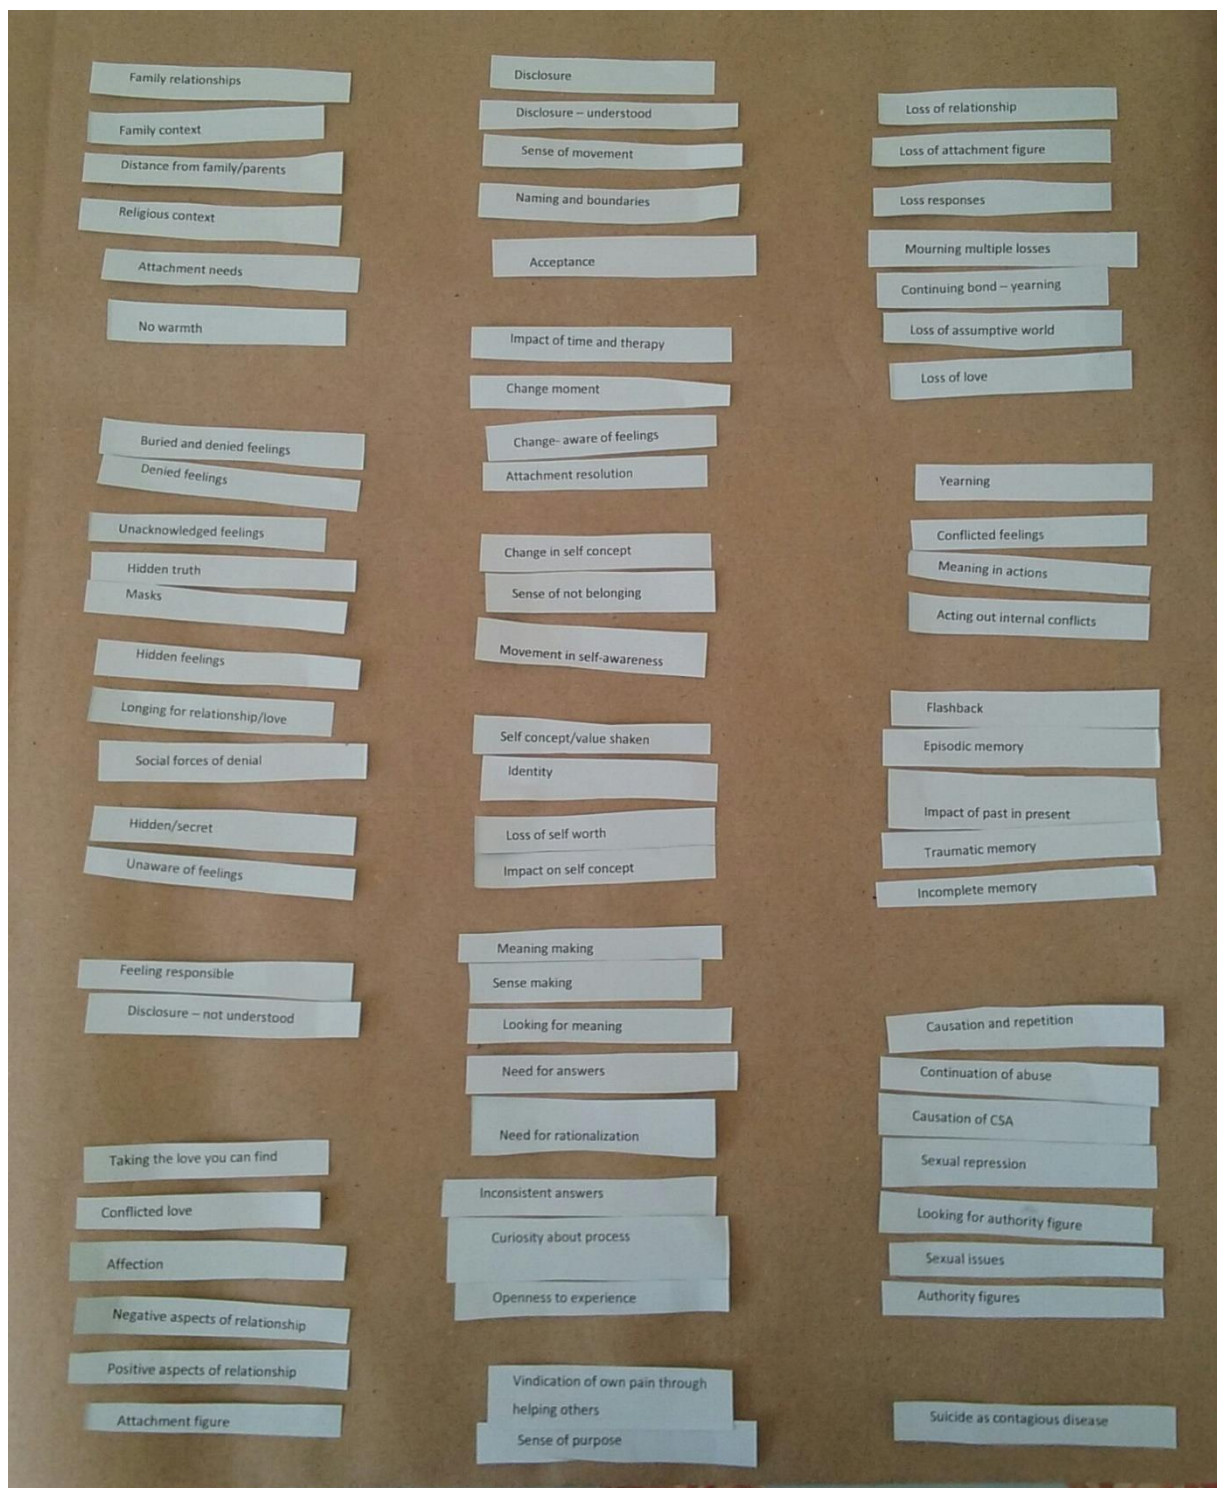 Family relationships
Family context
Distance from family/parents
Religious context
Attachment needs
No warmth
Buried and denied feelings
Denied feelings
Unacknowledged feelings
Hidden truth
Masks
Hidden feelings
Longing for relationship/love
Social forces of denial
Hidden/secret
Unaware of feelings
Feeling responsible
Disclosure – not understood
Taking the love you can find
Conflicted love
Affection
Negative aspects of relationship
Positive aspects of relationship
Attachment figure
Disclosure
Disclosure – understood
Sense of movement
Naming and boundaries
Acceptance
Impact of time and therapy
Change moment
Change- aware of feelings
Attachment resolution
Change in self concept
Sense of not belonging
Movement in self-awareness
Self concept/value shaken
Identity
Loss of self worth
Impact on self concept
Meaning making
Sense making
Looking for meaning
Need for answers
Need for rationalization
Inconsistent answers
Curiosity about process
Openness to experience
Vindication of own pain through
helping others
Sense of purpose
Loss of relationship
Loss of attachment figure
Loss responses
Mourning multiple losses
Continuing bond – yearning
Loss of assumptive world
Loss of love
Yearning
Conflicted feelings
Meaning in actions
Acting out internal conflicts
Flashback
Episodic memory
Impact of past in present
Traumatic memory
Incomplete memory
Causation and repetition
Continuation of abuse
Causation of CSA
Sexual repression
Looking for authority figure
Sexual issues
Authority figures
Suicide as contagious disease